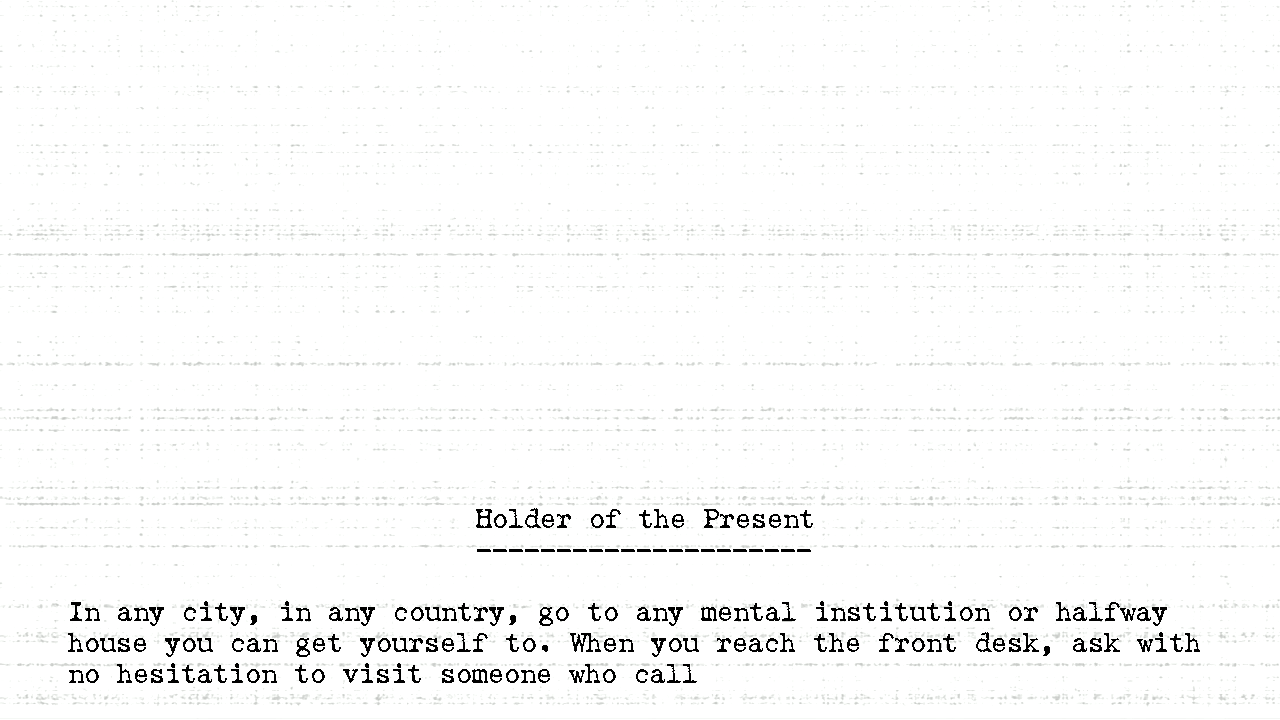 Holder of the Present
---------------------
In any city, in any country, go to any mental institution or halfway
house you can get yourself to. When you reach the front desk, ask with
no hesitation to visit someone who call